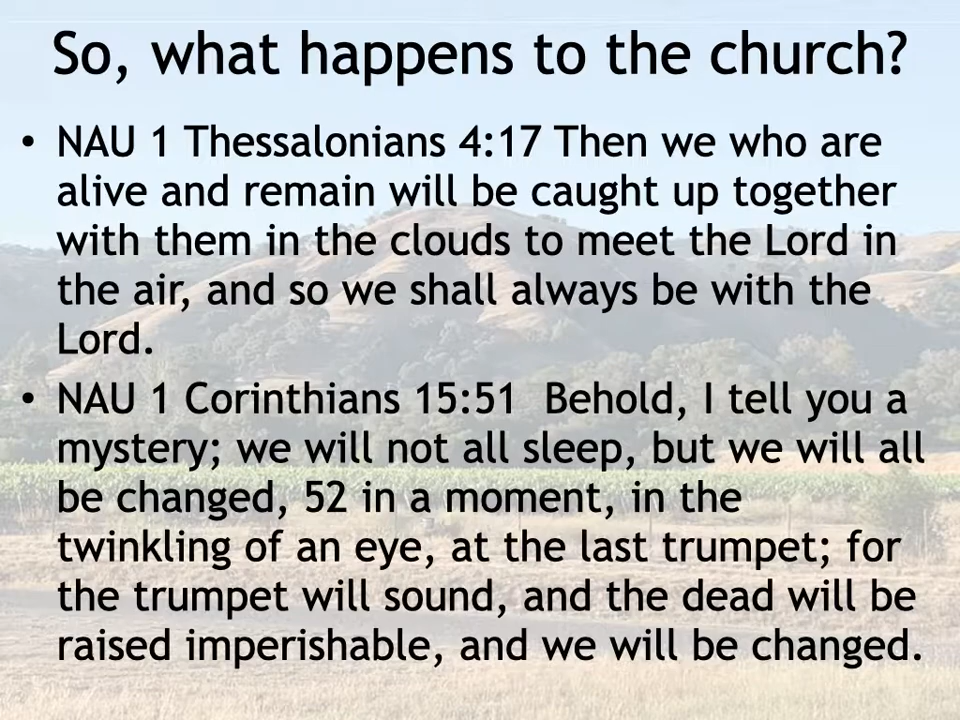 So, what happens to the church?
• NAU 1 Thessalonians 4:17 Then we who are
alive and remain will be caught up together
with them in the clouds to meet the Lord in
the air, and so we shall always be with the
Lord.
• NAU 1 Corinthians 15:51  Behold, I tell you a
mystery; we will not all sleep, but we will all
be changed, 52 in a moment, in the
twinkling of an eye, at the last trumpet; for
the trumpet will sound, and the dead will be
raised imperishable, and we will be changed.